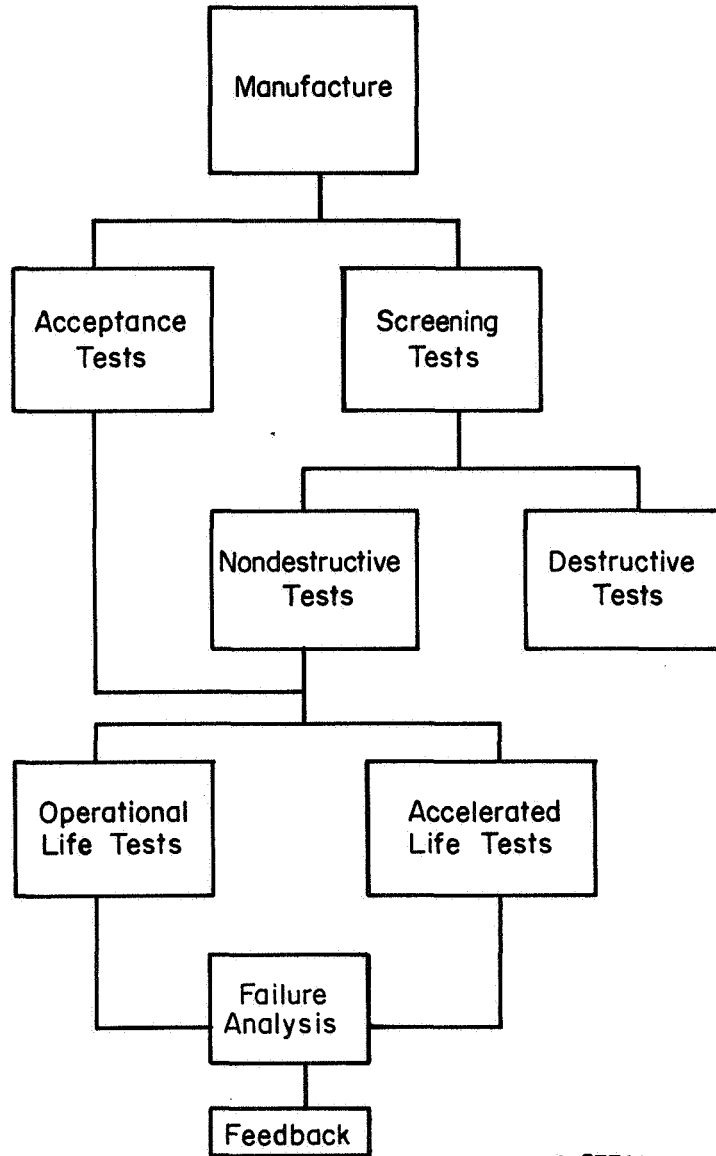 Manufacture
Acceptance
Tests
Screening
Tests
Nondestructive
Tests
Destructive
Tests
Operational
Life Tests
Accelerated
Life Tests
Failure
Analysis
Feedback